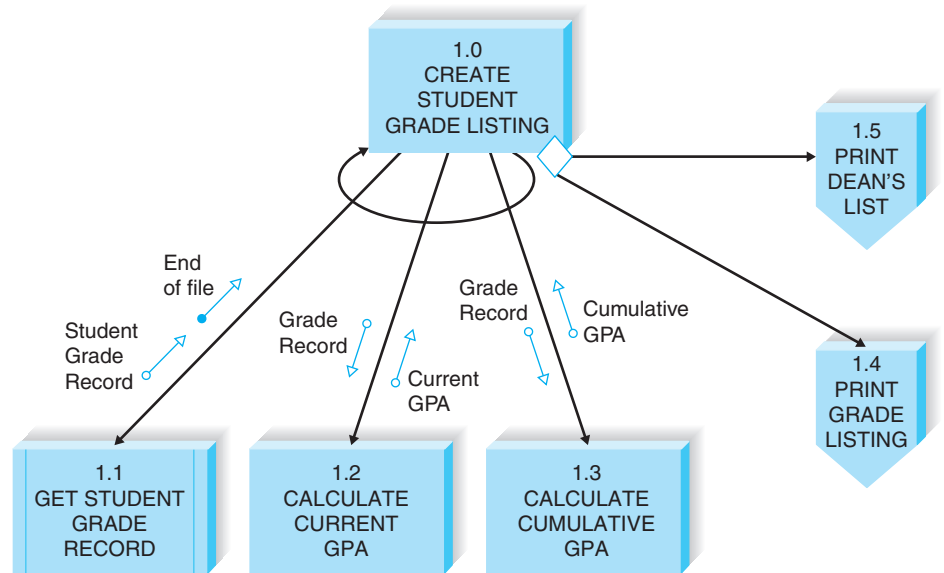 1.0
CREATE
STUDENT
GRADE LISTING
1.5
PRINT
DEAN'S
LIST
End
of file
Student
Grade
Record
Grade
Record
Current
GPA
Grade
Record
Cumulative
GPA
1.4
PRINT
GRADE
LISTING
1.1
GET STUDENT
GRADE
RECORD
1.2
CALCULATE
CURRENT
GPA
1.3
CALCULATE
CUMULATIVE
GPA